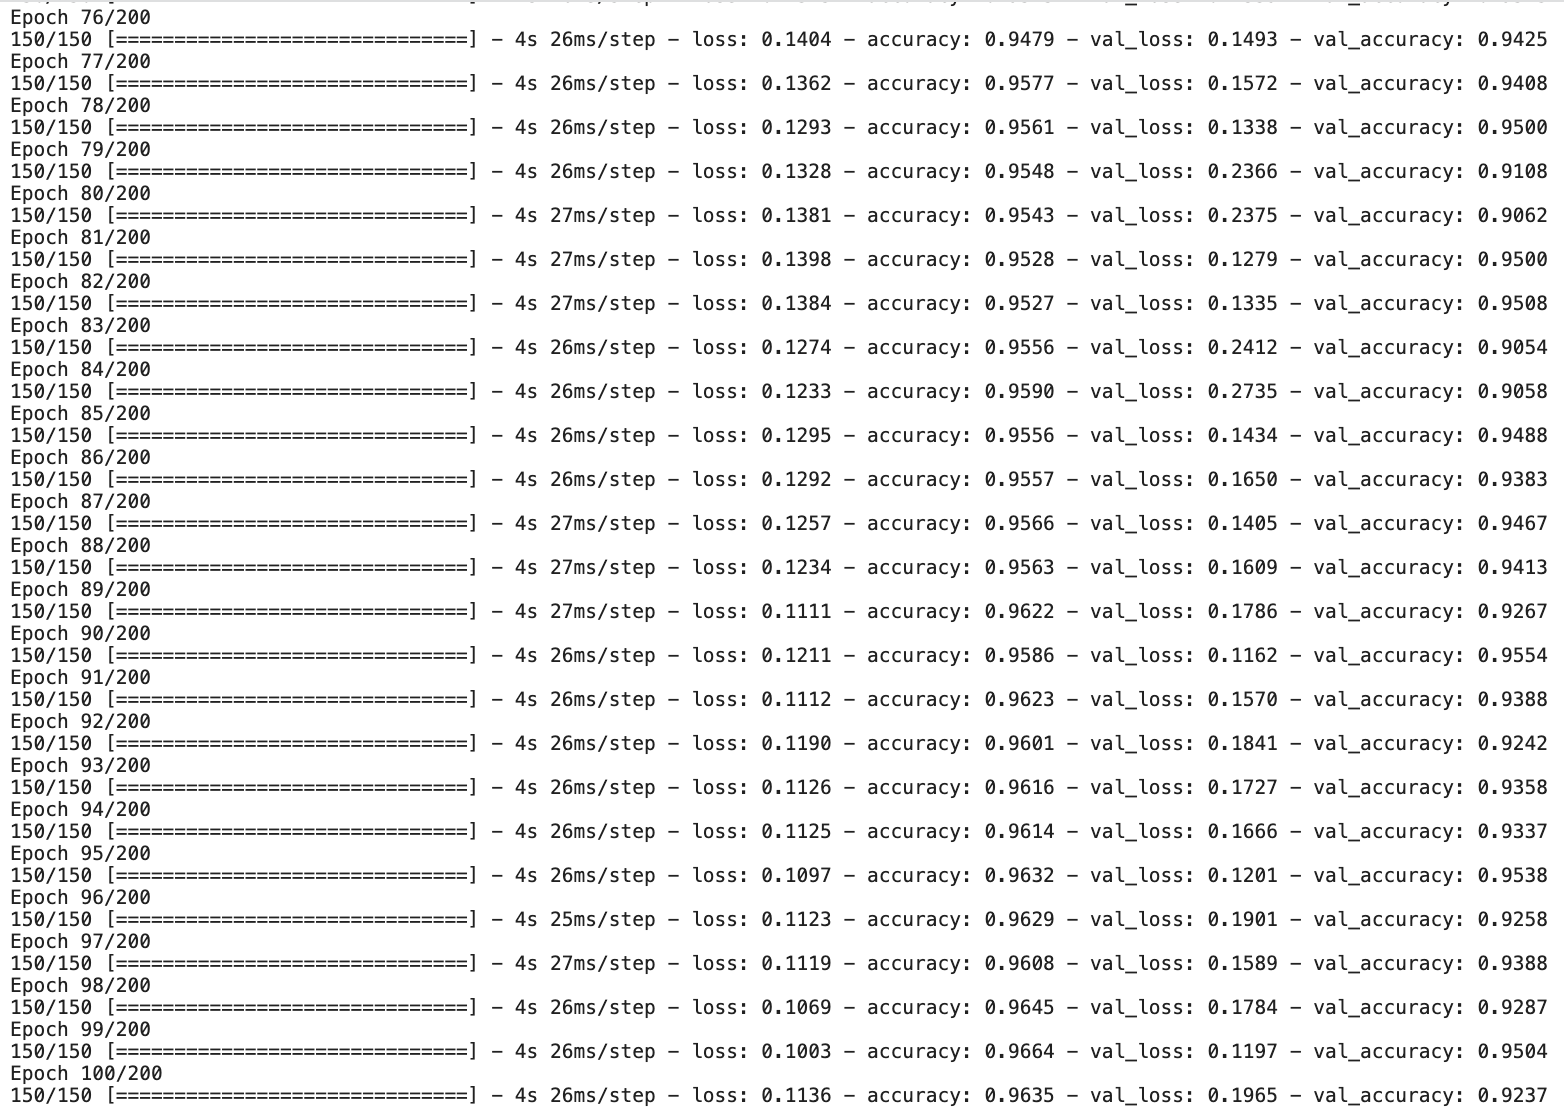 Epoch 76/200
150/150 [==============================] - 4s 26ms/step - loss: 0.1404 - accuracy: 0.9479 - val_loss: 0.1493 - val_accuracy: 0.9425
Epoch 77/200
150/150 [==============================] - 4s 26ms/step - loss: 0.1362 - accuracy: 0.9577 - val_loss: 0.1572 - val_accuracy: 0.9408
Epoch 78/200
150/150 [==============================] - 4s 26ms/step - loss: 0.1293 - accuracy: 0.9561 - val_loss: 0.1338 - val_accuracy: 0.9500
Epoch 79/200
150/150 [==============================] - 4s 26ms/step - loss: 0.1328 - accuracy: 0.9548 - val_loss: 0.2366 - val_accuracy: 0.9108
Epoch 80/200
150/150 [==============================] - 4s 27ms/step - loss: 0.1381 - accuracy: 0.9543 - val_loss: 0.2375 - val_accuracy: 0.9062
Epoch 81/200
150/150 [==============================] - 4s 27ms/step - loss: 0.1398 - accuracy: 0.9528 - val_loss: 0.1279 - val_accuracy: 0.9500
Epoch 82/200
150/150 [==============================] - 4s 27ms/step - loss: 0.1384 - accuracy: 0.9527 - val_loss: 0.1335 - val_accuracy: 0.9508
Epoch 83/200
150/150 [==============================] - 4s 26ms/step - loss: 0.1274 - accuracy: 0.9556 - val_loss: 0.2412 - val_accuracy: 0.9054
Epoch 84/200
150/150 [==============================] - 4s 26ms/step - loss: 0.1233 - accuracy: 0.9590 - val_loss: 0.2735 - val_accuracy: 0.9058
Epoch 85/200
150/150 [==============================] - 4s 26ms/step - loss: 0.1295 - accuracy: 0.9556 - val_loss: 0.1434 - val_accuracy: 0.9488
Epoch 86/200
150/150 [==============================] - 4s 26ms/step - loss: 0.1292 - accuracy: 0.9557 - val_loss: 0.1650 - val_accuracy: 0.9383
Epoch 87/200
150/150 [==============================] - 4s 27ms/step - loss: 0.1257 - accuracy: 0.9566 - val_loss: 0.1405 - val_accuracy: 0.9467
Epoch 88/200
150/150 [==============================] - 4s 27ms/step - loss: 0.1234 - accuracy: 0.9563 - val_loss: 0.1609 - val_accuracy: 0.9413
Epoch 89/200
150/150 [==============================] - 4s 27ms/step - loss: 0.1111 - accuracy: 0.9622 - val_loss: 0.1786 - val_accuracy: 0.9267
Epoch 90/200
150/150 [==============================] - 4s 26ms/step - loss: 0.1211 - accuracy: 0.9586 - val_loss: 0.1162 - val_accuracy: 0.9554
Epoch 91/200
150/150 [==============================] - 4s 26ms/step - loss: 0.1112 - accuracy: 0.9623 - val_loss: 0.1570 - val_accuracy: 0.9388
Epoch 92/200
150/150 [==============================] - 4s 26ms/step - loss: 0.1190 - accuracy: 0.9601 - val_loss: 0.1841 - val_accuracy: 0.9242
Epoch 93/200
150/150 [==============================] - 4s 26ms/step - loss: 0.1126 - accuracy: 0.9616 - val_loss: 0.1727 - val_accuracy: 0.9358
Epoch 94/200
150/150 [==============================] - 4s 26ms/step - loss: 0.1125 - accuracy: 0.9614 - val_loss: 0.1666 - val_accuracy: 0.9337
Epoch 95/200
150/150 [==============================] - 4s 26ms/step - loss: 0.1097 - accuracy: 0.9632 - val_loss: 0.1201 - val_accuracy: 0.9538
Epoch 96/200
150/150 [==============================] - 4s 25ms/step - loss: 0.1123 - accuracy: 0.9629 - val_loss: 0.1901 - val_accuracy: 0.9258
Epoch 97/200
150/150 [==============================] - 4s 27ms/step - loss: 0.1119 - accuracy: 0.9608 - val_loss: 0.1589 - val_accuracy: 0.9388
Epoch 98/200
150/150 [==============================] - 4s 26ms/step - loss: 0.1069 - accuracy: 0.9645 - val_loss: 0.1784 - val_accuracy: 0.9287
Epoch 99/200
150/150 [==============================] - 4s 26ms/step - loss: 0.1003 - accuracy: 0.9664 - val_loss: 0.1197 - val_accuracy: 0.9504
Epoch 100/200
150/150 [==============================] - 4s 26ms/step - loss: 0.1136 - accuracy: 0.9635 - val_loss: 0.1965 - val_accuracy: 0.9237